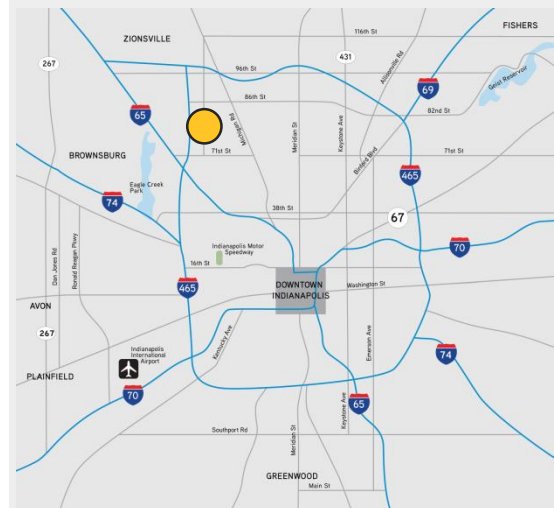 FISHERS
116th St
ZIONSVILLE
Allisonville Rd
431
267
96th St
Geist Reservoir
69
86th St
65
82nd St
Michigan Rd
Meridian St
Keystone Ave
Binford Blvd
BROWNSBURG
71st St
71st St
465
Eagle Creek
Park
74
38th St
67
70
Indianapolis Motor
Speedway
Dan Jones Rd
Ronald Reagan Pkwy
16th St
465
DOWNTOWN
INDIANAPOLIS
Washington St
AVON
267
Kentucky Ave
Emerson Ave
Indianapolis
International
Airport
74
PLAINFIELD
70
65
Keystone Ave
Meridian St
Southport Rd
GREENWOOD
Main St